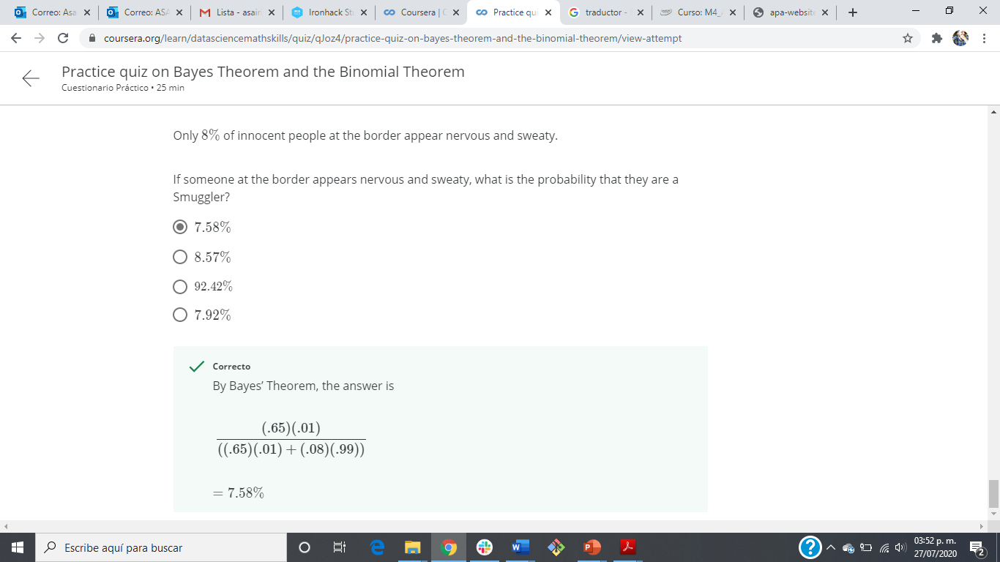 Correo: Asa
Correo: ASA
Lista - asair
Ironhack St
Coursera | C
Practice qu
traductor -
Curso: M4_
apa-website
coursera.org/learn/datasciencemathskills/quiz/qJoz4/practice-quiz-on-bayes-theorem-and-the-binomial-theorem/view-attempt
Practice quiz on Bayes Theorem and the Binomial Theorem
Cuestionario Práctico • 25 min
Only 8% of innocent people at the border appear nervous and sweaty.
If someone at the border appears nervous and sweaty, what is the probability that they are a
Smuggler?
7.58%
8.57%
92.42%
7.92%
Correcto
By Bayes’ Theorem, the answer is
(.65)(.01)
((.65)(.01) + (.08)(.99))
= 7.58%
Escribe aquí para buscar
03:52 p. m.
27/07/2020
2